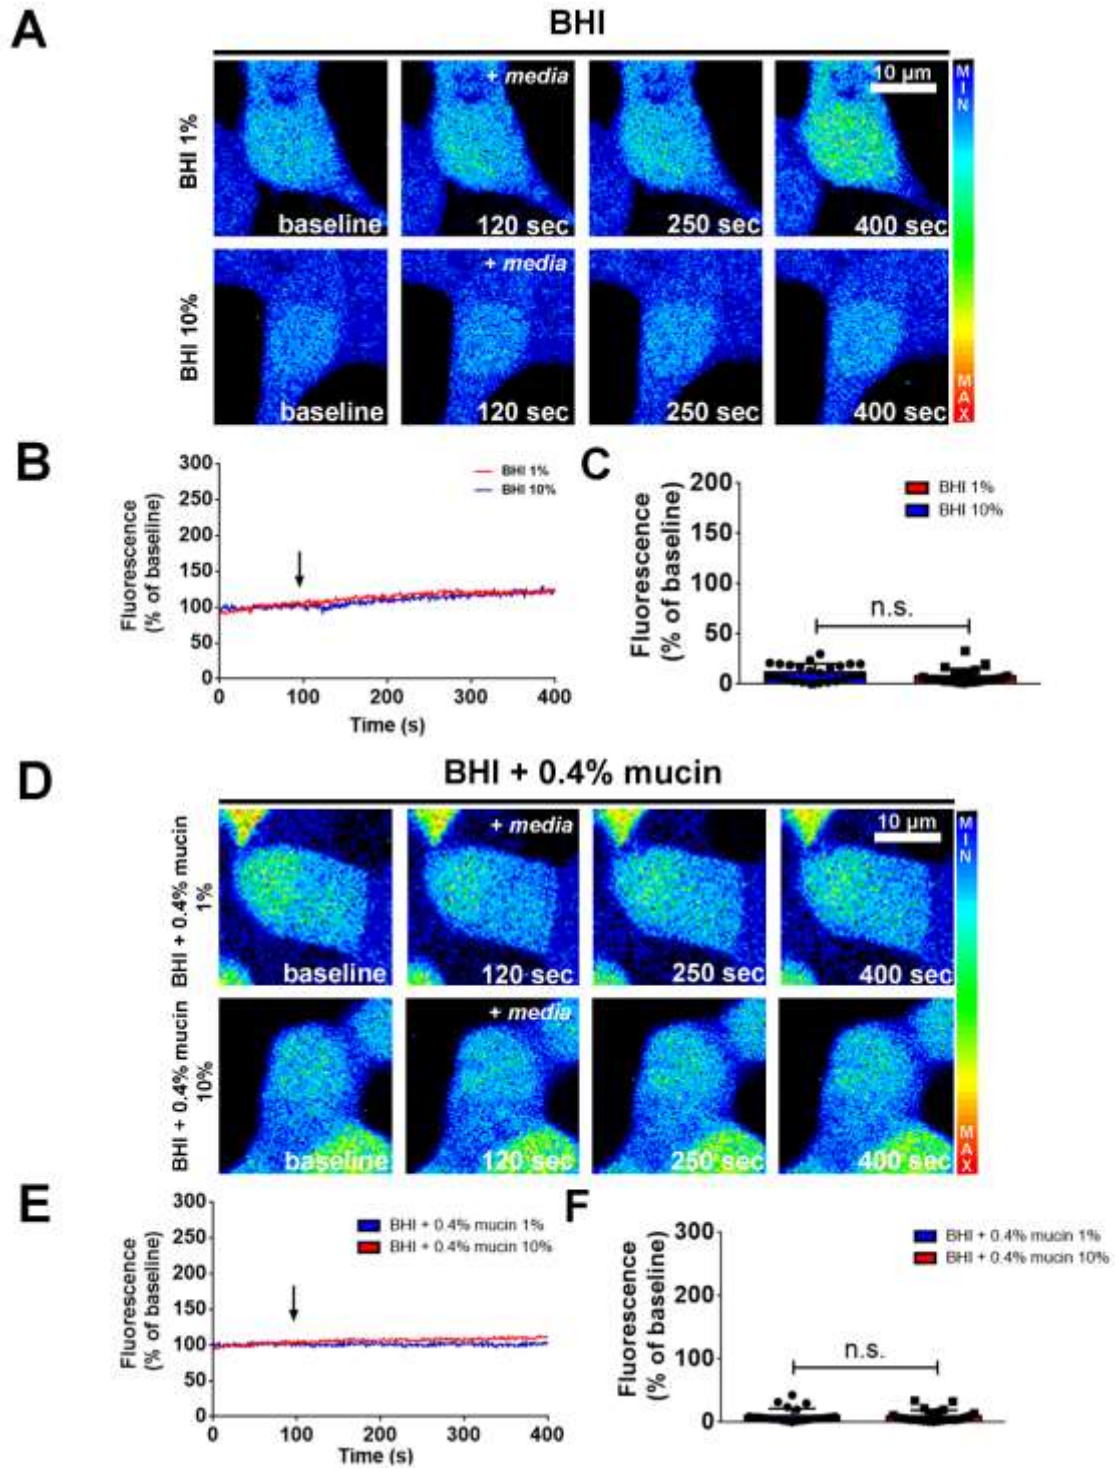 A
BHI
BHI 1%
baseline
+ media
120 sec
250 sec
10 µm
400 sec
MIN
BHI 10%
baseline
+ media
120 sec
250 sec
400 sec
MAX
B
Fluorescence
(% of baseline)
300
250
200
150
100
50
0
0 100 200 300 400
Time (s)
BHI 1%
BHI 10%
C
Fluorescence
(% of baseline)
200
150
100
50
0
BHI 1%
BHI 10%
n.s.
D
BHI + 0.4% mucin
BHI + 0.4% mucin
1%
baseline
+ media
120 sec
250 sec
10 µm
400 sec
MIN
BHI + 0.4% mucin
10%
baseline
+ media
120 sec
250 sec
400 sec
MAX
E
Fluorescence
(% of baseline)
300
250
200
150
100
50
0
0 100 200 300 400
Time (s)
BHI + 0.4% mucin 1%
BHI + 0.4% mucin 10%
F
Fluorescence
(% of baseline)
300
200
100
0
BHI + 0.4% mucin 1%
BHI + 0.4% mucin 10%
n.s.